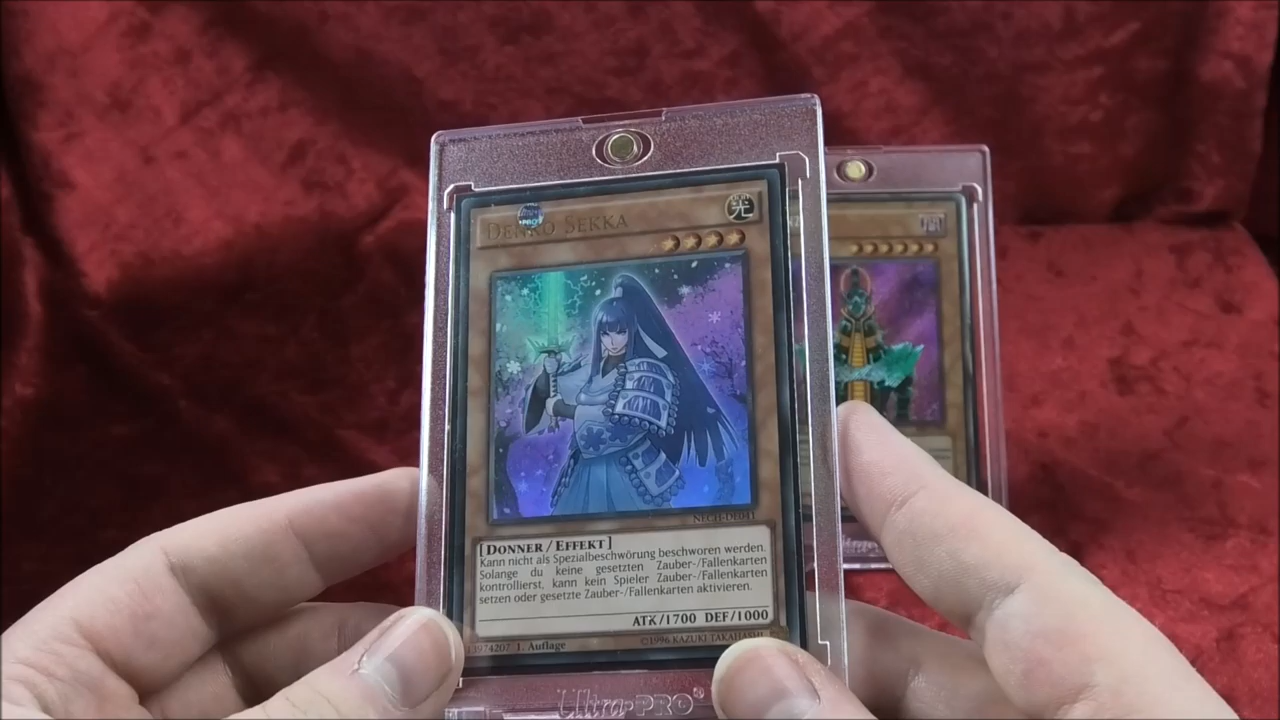 DENKO SEKKA
LIGHT
光
NECH-DE041
[DONNER/EFFEKT]
Kann nicht als Spezialbeschwörung beschworen werden.
Solange du keine gesetzten Zauber-/Fallenkarten
kontrollierst, kann kein Spieler Zauber-/Fallenkarten
setzen oder gesetzte Zauber-/Fallenkarten aktivieren.
ATK/1700 DEF/1000
13974207 1. Auflage ©1996 KAZUKI TAKAHASHI
Ultra·PRO®